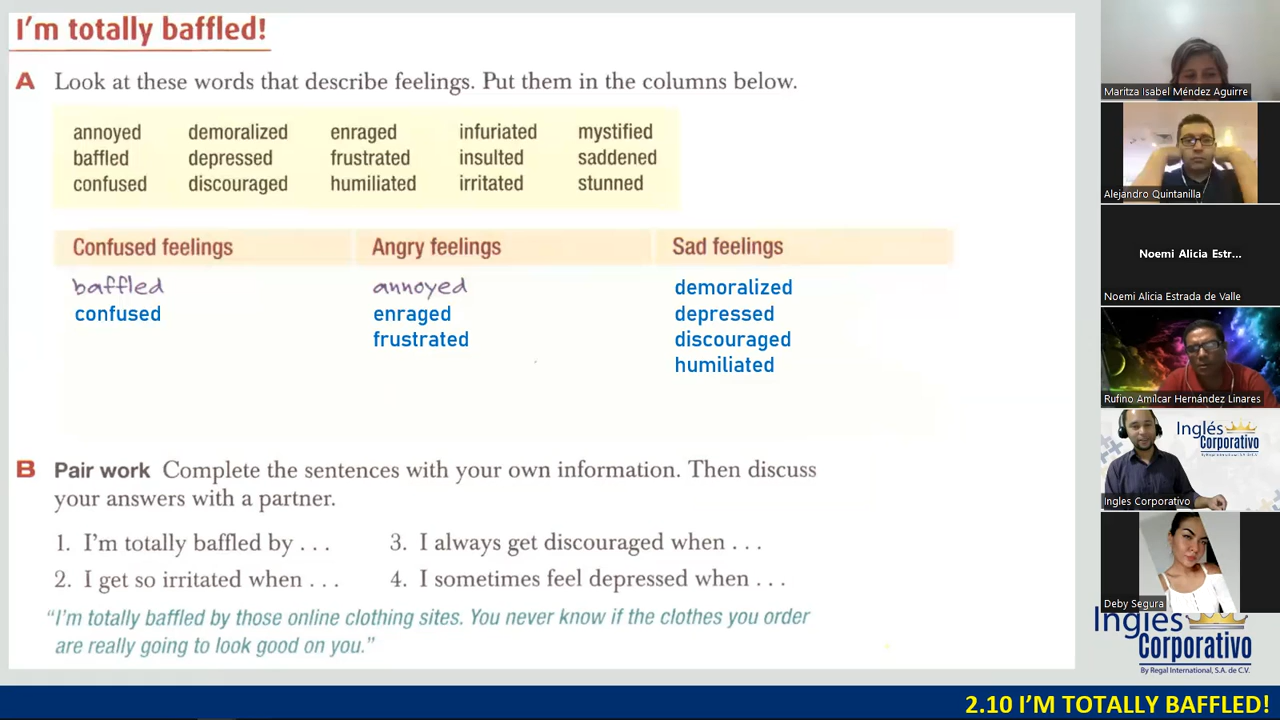 I'm totally baffled!
A Look at these words that describe feelings. Put them in the columns below.
annoyed demoralized enraged infuriated mystified
baffled depressed frustrated insulted saddened
confused discouraged humiliated irritated stunned
Confused feelings Angry feelings Sad feelings
baffled annoyed demoralized
confused enraged depressed
frustrated discouraged
humiliated
B Pair work Complete the sentences with your own information. Then discuss
your answers with a partner.
1. I'm totally baffled by . . . 3. I always get discouraged when . . .
2. I get so irritated when . . . 4. I sometimes feel depressed when . . .
"I'm totally baffled by those online clothing sites. You never know if the clothes you order
are really going to look good on you."
Maritza Isabel Méndez Aguirre
Alejandro Quintanilla
Noemi Alicia Estr...
Noemi Alicia Estrada de Valle
Rufino Amílcar Hernández Linares
Inglés
Corporativo
By Regal International, S.A. de C.V.
Ingles Corporativo
Deby Segura
Inglés
Corporativo
By Regal International, S.A. de C.V.
2.10 I'M TOTALLY BAFFLED!